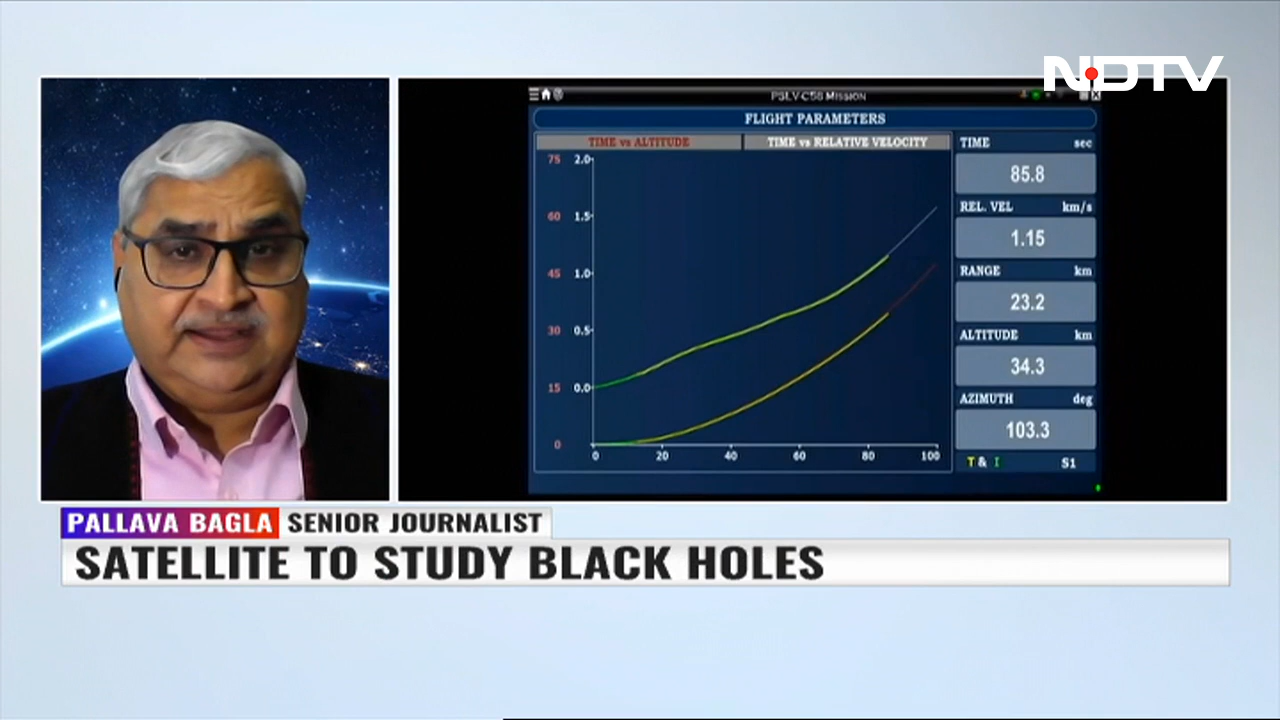 NDTV
PSLV-C58 MISSION
FLIGHT PARAMETERS
TIME vs ALTITUDE
TIME vs RELATIVE VELOCITY
75 2.0
60 1.5
45 1.0
30 0.5
15 0.0
0
0 20 40 60 80 100
TIME sec
85.8
REL. VEL km/s
1.15
RANGE km
23.2
ALTITUDE km
34.3
AZIMUTH deg
103.3
T & I S1
PALLAVA BAGLA SENIOR JOURNALIST
SATELLITE TO STUDY BLACK HOLES